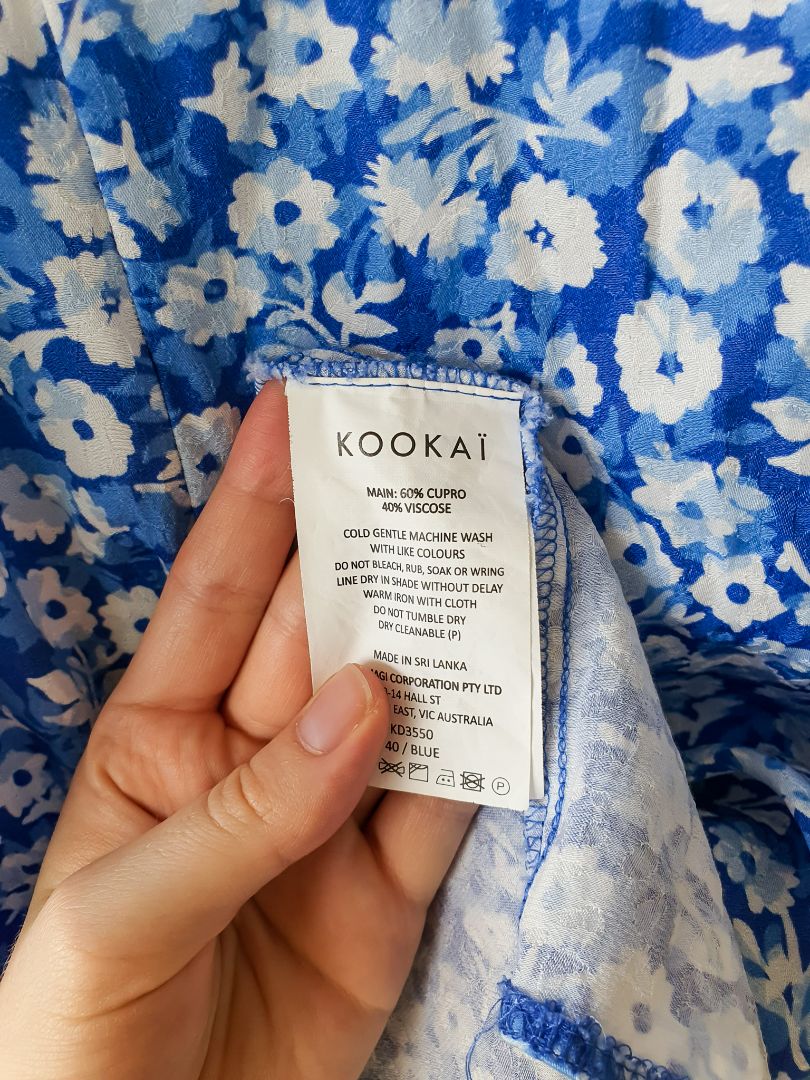 KOOKAÏ
MAIN: 60% CUPRO
40% VISCOSE
COLD GENTLE MACHINE WASH
WITH LIKE COLOURS
DO NOT BLEACH, RUB, SOAK OR WRING
LINE DRY IN SHADE WITHOUT DELAY
WARM IRON WITH CLOTH
DO NOT TUMBLE DRY
DRY CLEANABLE (P)
MADE IN SRI LANKA
CORPORATION PTY LTD
HALL ST
EAST, VIC AUSTRALIA
KD3550
40 / BLUE
P